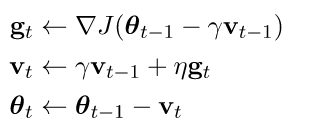 g_t ← ∇J(θ_{t−1} − γv_{t−1})
v_t ← γv_{t−1} + ηg_t
θ_t ← θ_{t−1} − v_t